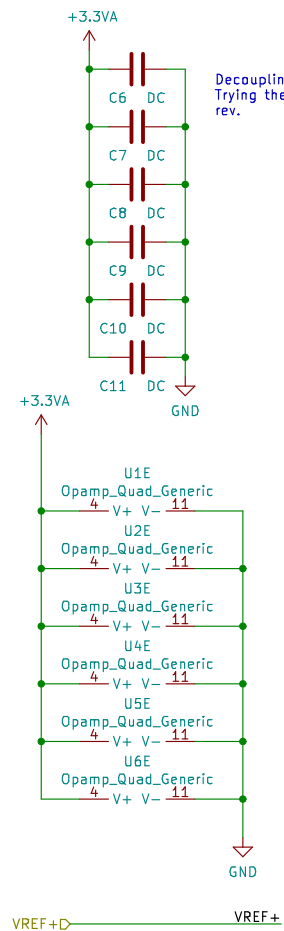 +3.3VA
C6 DC
Decouplin
Trying the
rev.
C7 DC
C8 DC
C9 DC
C10 DC
C11 DC
GND
+3.3VA
U1E
Opamp_Quad_Generic
4 V+ V- 11
U2E
Opamp_Quad_Generic
4 V+ V- 11
U3E
Opamp_Quad_Generic
4 V+ V- 11
U4E
Opamp_Quad_Generic
4 V+ V- 11
U5E
Opamp_Quad_Generic
4 V+ V- 11
U6E
Opamp_Quad_Generic
4 V+ V- 11
GND
VREF+ VREF+